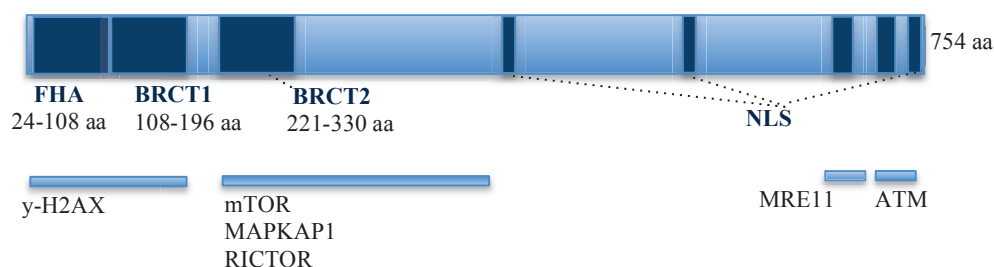 754 aa
FHA BRCT1 BRCT2
24-108 aa 108-196 aa 221-330 aa
NLS
y-H2AX mTOR MRE11 ATM
MAPKAP1
RICTOR